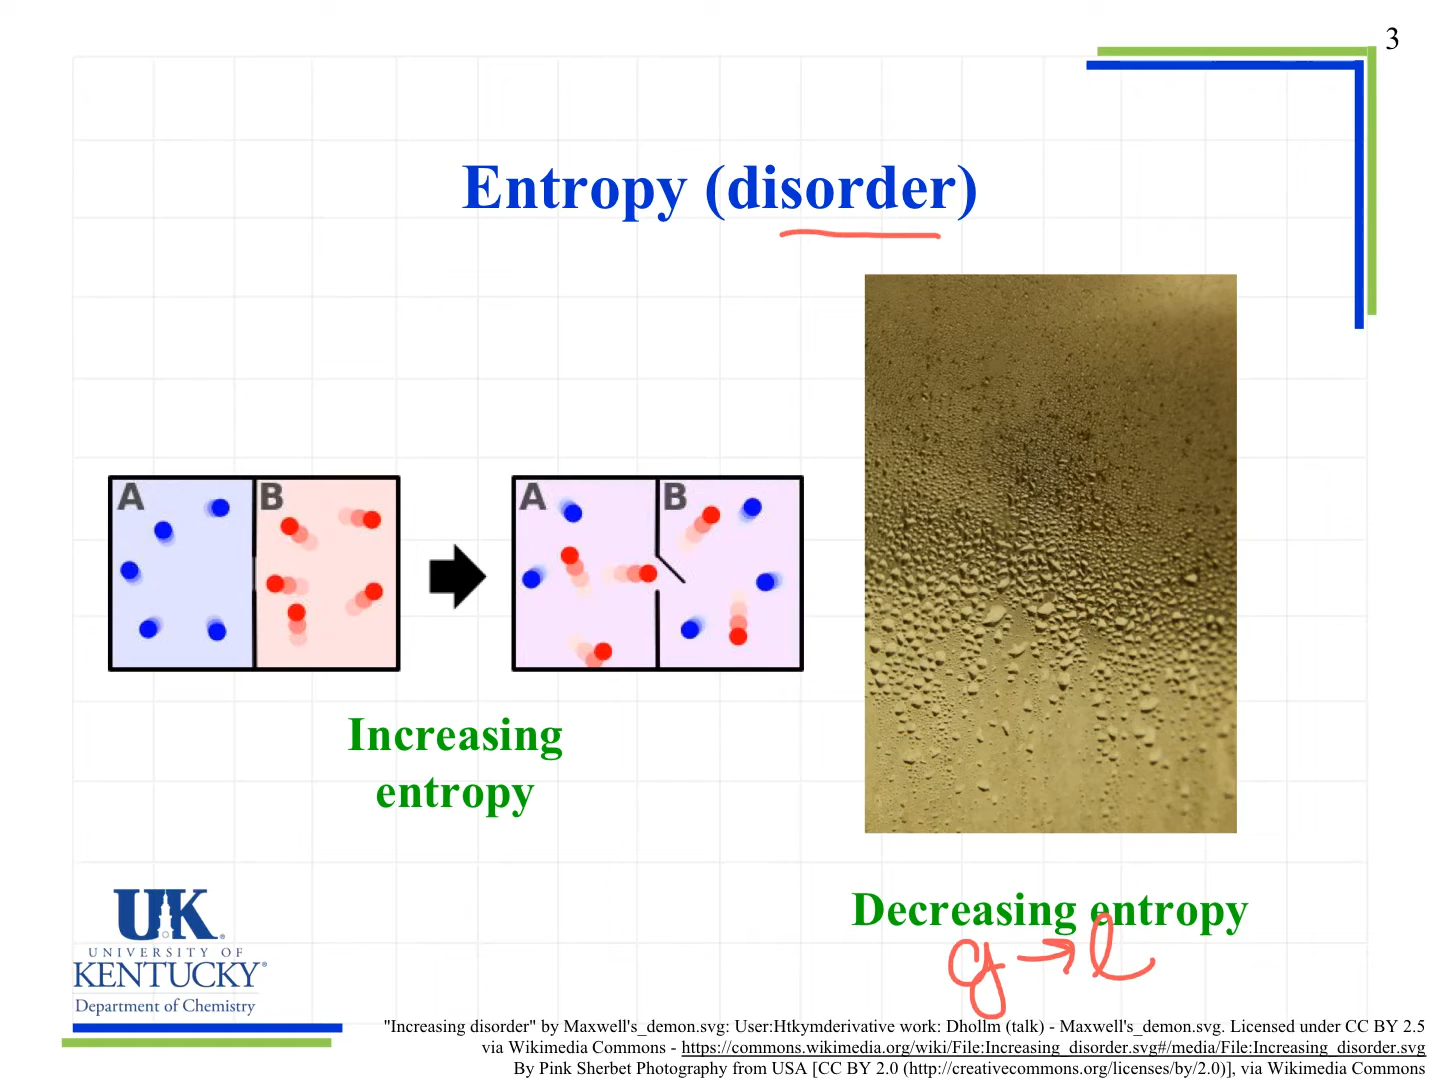 3
Entropy (disorder)
A
B
A
B
Increasing
entropy
Decreasing entropy
g → l
UK
UNIVERSITY OF
KENTUCKY®
Department of Chemistry
"Increasing disorder" by Maxwell's_demon.svg: User:Htkymderivative work: Dhollm (talk) - Maxwell's_demon.svg. Licensed under CC BY 2.5
via Wikimedia Commons - https://commons.wikimedia.org/wiki/File:Increasing_disorder.svg#/media/File:Increasing_disorder.svg
By Pink Sherbet Photography from USA [CC BY 2.0 (http://creativecommons.org/licenses/by/2.0)], via Wikimedia Commons